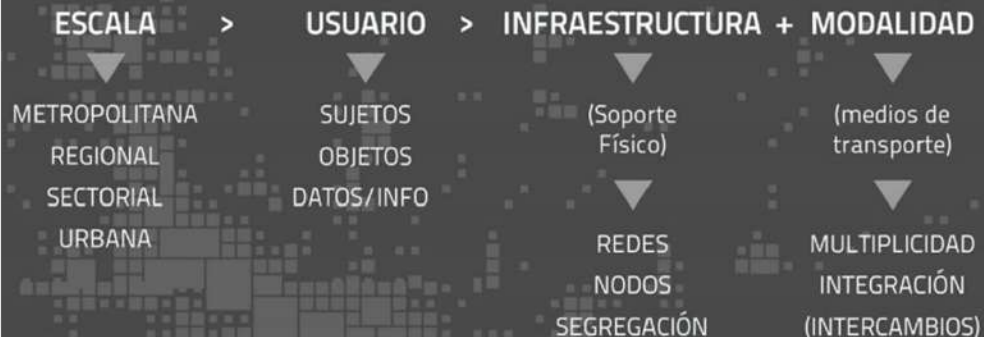 ESCALA > USUARIO > INFRAESTRUCTURA + MODALIDAD
METROPOLITANA
REGIONAL
SECTORIAL
URBANA
SUJETOS
OBJETOS
DATOS/INFO
(Soporte
Físico)
REDES
NODOS
SEGREGACIÓN
(medios de
transporte)
MULTIPLICIDAD
INTEGRACIÓN
(INTERCAMBIOS)